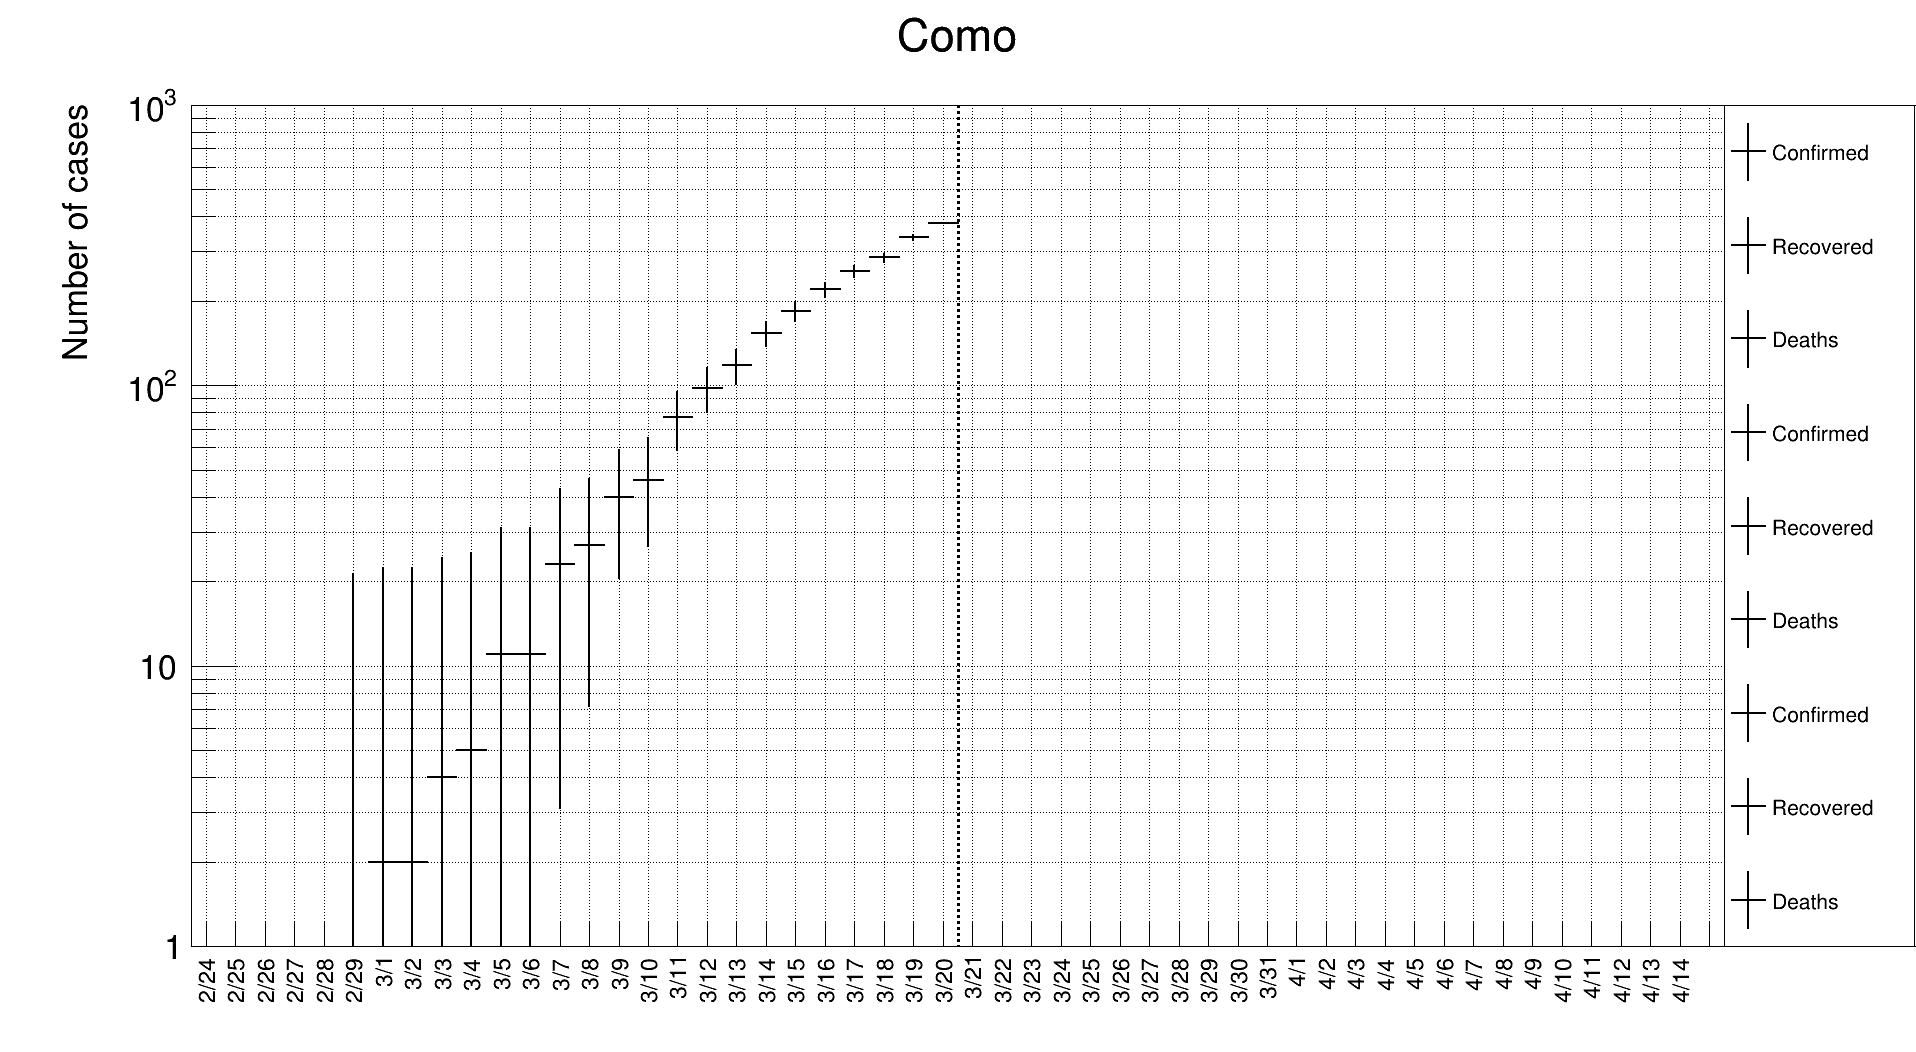 Como
Number of cases
10³
10²
10
1
2/24 2/25 2/26 2/27 2/28 2/29 3/1 3/2 3/3 3/4 3/5 3/6 3/7 3/8 3/9 3/10 3/11 3/12 3/13 3/14 3/15 3/16 3/17 3/18 3/19 3/20 3/21 3/22 3/23 3/24 3/25 3/26 3/27 3/28 3/29 3/30 3/31 4/1 4/2 4/3 4/4 4/5 4/6 4/7 4/8 4/9 4/10 4/11 4/12 4/13 4/14
Confirmed
Recovered
Deaths
Confirmed
Recovered
Deaths
Confirmed
Recovered
Deaths